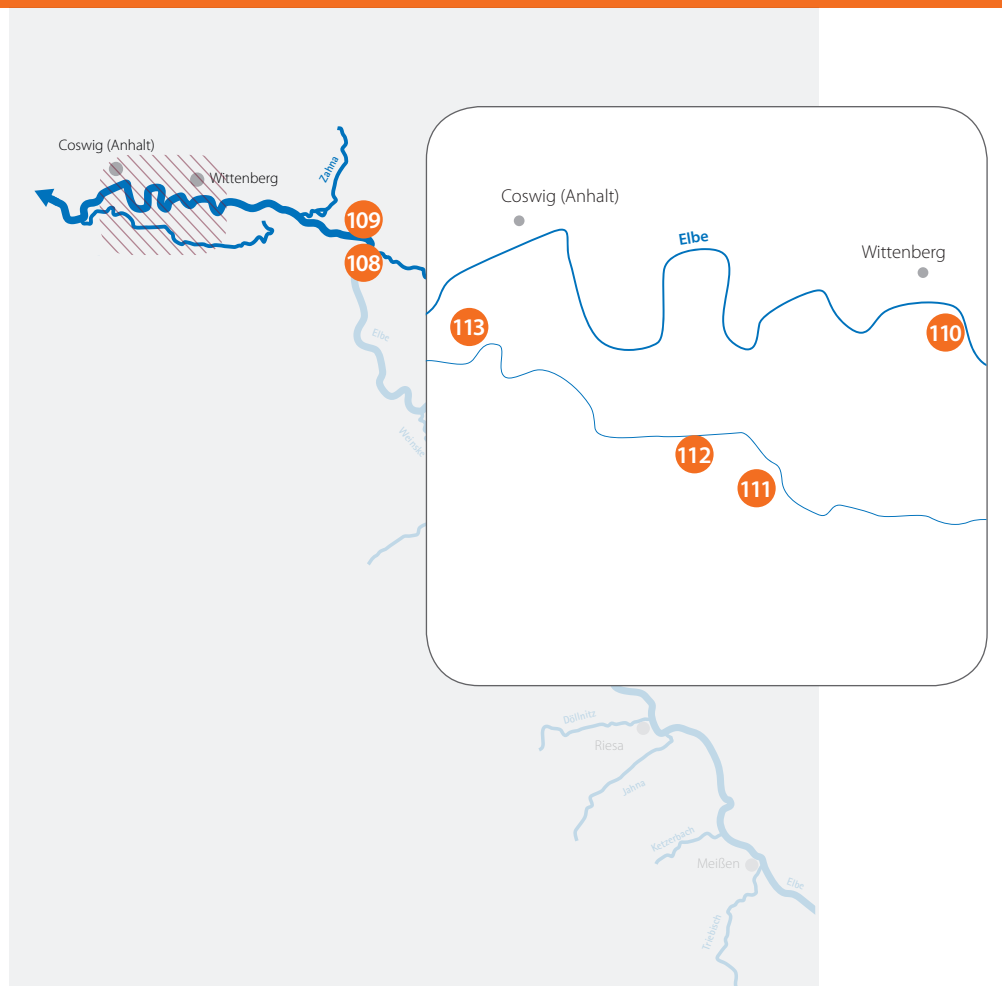 Coswig (Anhalt)
Wittenberg
Zahna
109
108
Elbe
Coswig (Anhalt)
Elbe
Wittenberg
113
110
112
111
Döllnitz
Riesa
Jahna
Ketzerbach
Meißen
Elbe
Triebisch